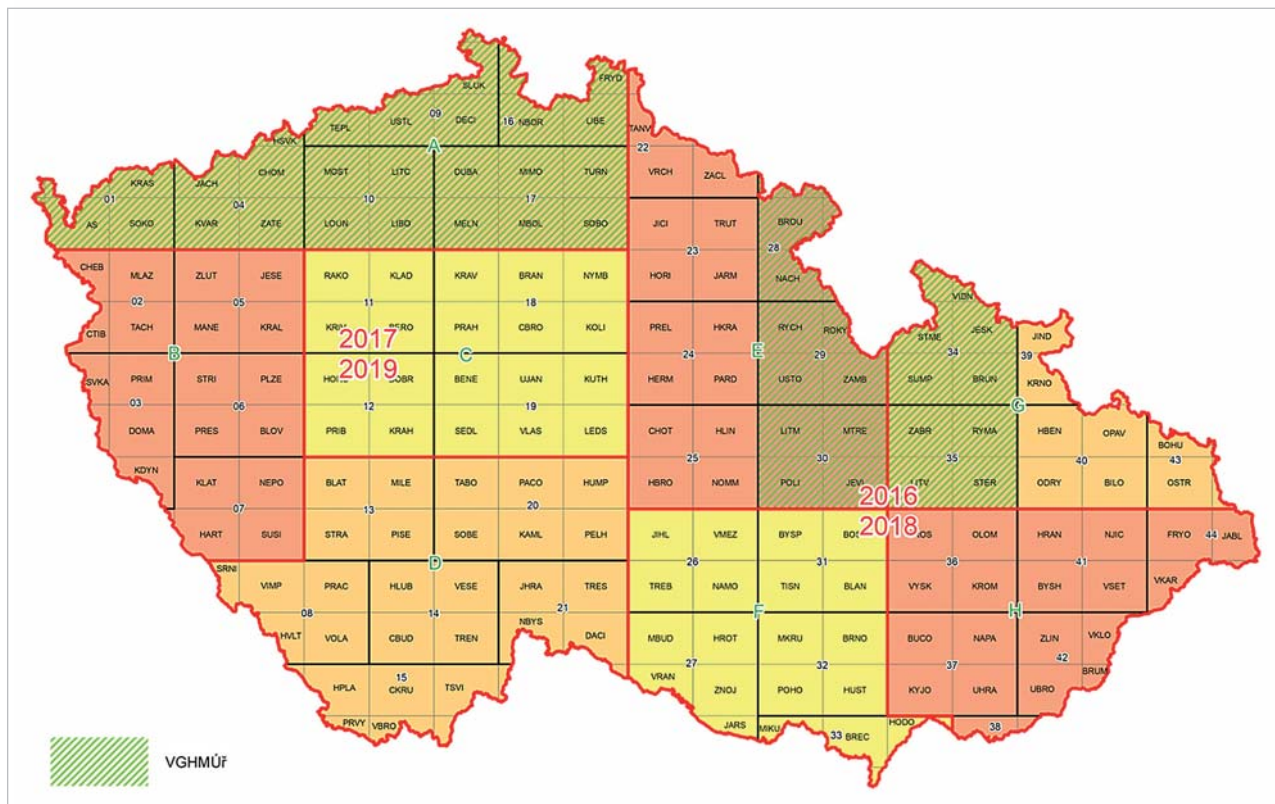 FRYD
SLUK
09
TEPL USTL DECI 16 NBOR LIBE
TANV
HSVX A
22
KRAS JACH CHOM MOST LITO DUBA MIMO TURN VRCH ZACL
01 04 10 17
AS SOKO KVAR ZATE LOUN LIBO MELN MBOL SOBO JICI TRUT BROU
23 28
CHEB MLAZ ZLUT JESE RAKO KLAD KRAV BRAN NYMB HORI JARM NACH
VIDN
02 05 11 18
CTIB TACH MANE KRAL PRAH CBRO KOLI PREL HKRA RYCH ROKY STME JESK JIND
2017
B C 24 E 29 34 39
2019
SVKA PRIM STRI PLZE BENE UJAN KUTH HERM PARD USTO ZAMB SUMP BRUN KRNO
03 06 12 19 G
DOMA PRES BLOV PRIB KRAH SEDL VLAS LEDS CHOT HLIN LITM MTRE ZABR RYMA HBEN OPAV BOHU
25 30 35 40 43
KDYN KLAT NEPO BLAT MILE TABO PACO HUMP HBRO NOMM POLI JEVI STER ODRY BILO OSTR
2016
07 13 20
2018
HART SUSI STRA PISE SOBE KAML PELH JIHL VMEZ BYSP OLOM HRAN NJIC FRYO 44 JABL
D 26 31 36 41
SRNI VIMP PRAC HLUB VESE JHRA TRES TREB NAMO TISN BLAN VYSK KROM BYSH VSET VKAR
08 14 21 F H
HVLT VOLA CBUD TREN NBYS DACI MBUD HROT MKRU BRNO BUCO NAPA ZLIN VKLO
27 32 37 42 BRUM
15
HPLA CKRU TSVI VRAN ZNOJ POHO HUST KYJO UHRA UBRO
PRVY VBRO JARS MIKU 33 BREC HODO 38
VGHMÚř